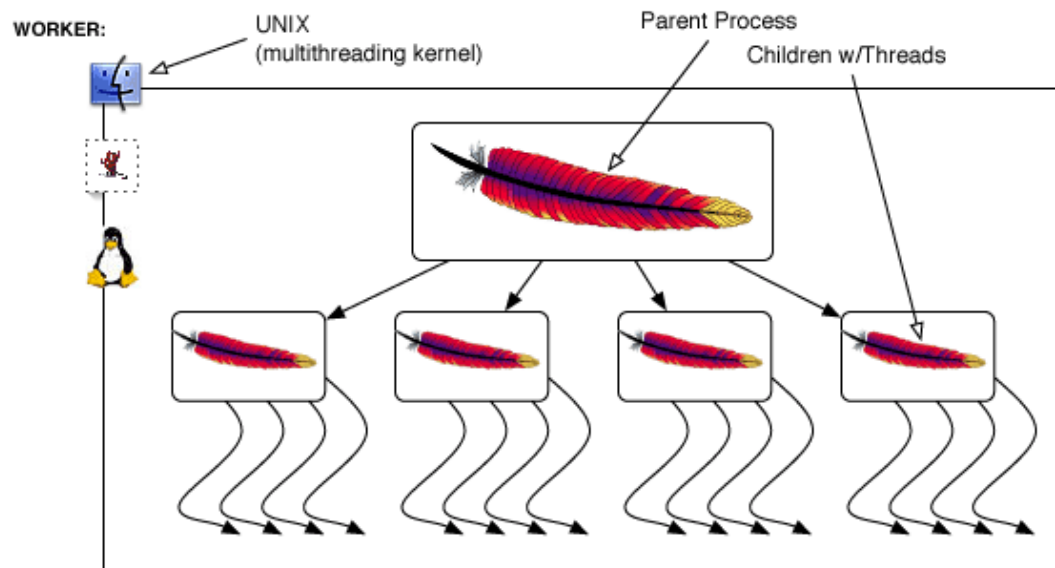 WORKER:
UNIX
(multithreading kernel)
Parent Process
Children w/Threads